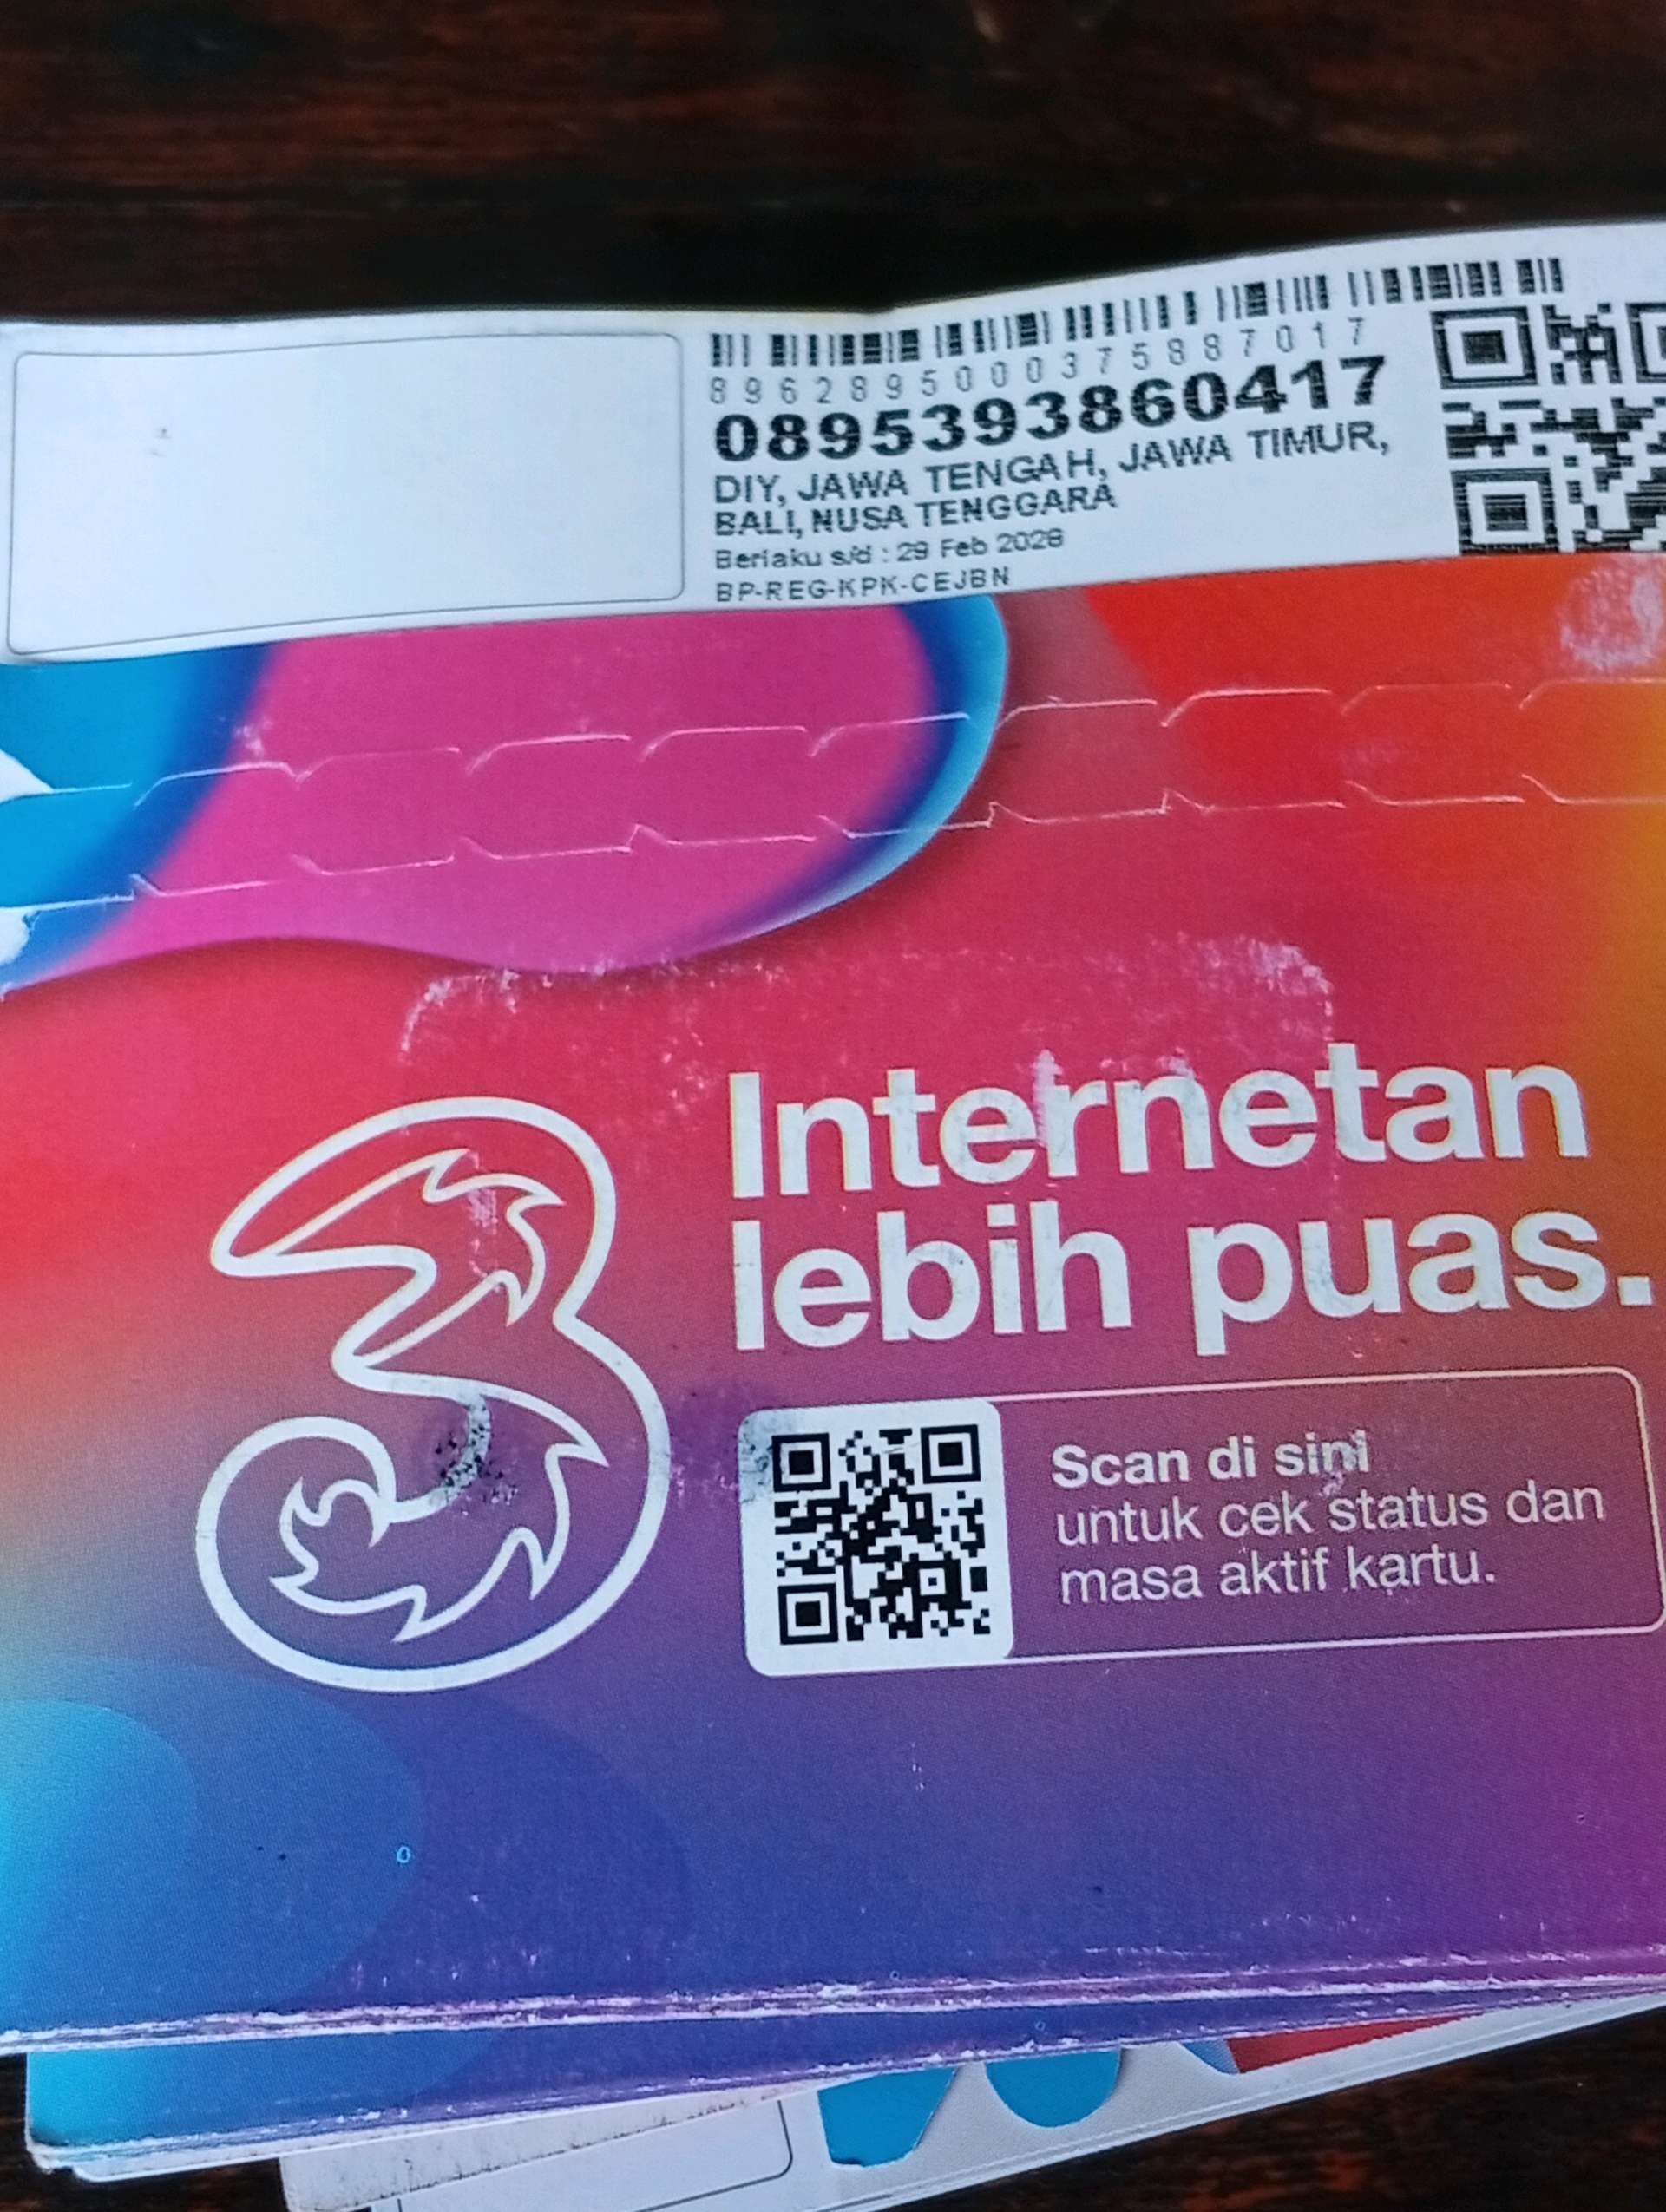 8962895000375887017
0895393860417
DIY, JAWA TENGAH, JAWA TIMUR,
BALI, NUSA TENGGARA
Berlaku s/d : 29 Feb 2028
BP-REG-KPK-CEJBN
3
Internetan
lebih puas.
Scan di sini
untuk cek status dan
masa aktif kartu.